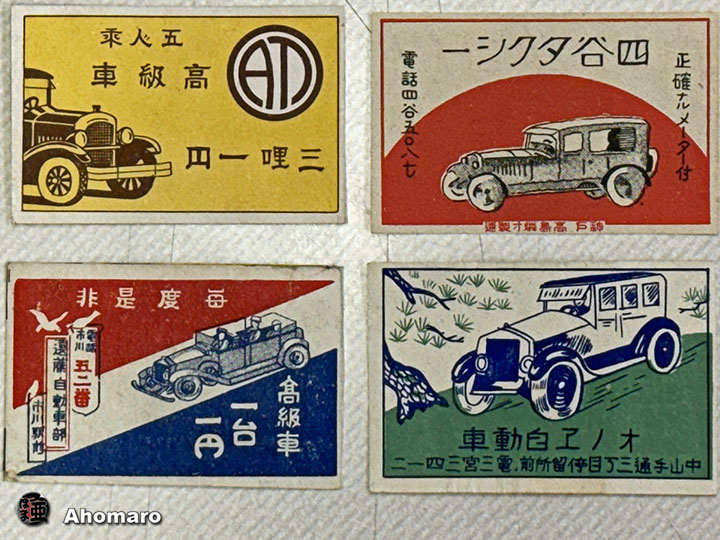 五人乗
高級車
三哩一円
四谷タクシー
正確ナルメーター付
電話四谷五〇八七
神戸 高島燐寸製造
毎度是非
高級車
一台
一円
電話市川 五二番
遠藤自動車部
市川駅前
オノヱ自動車
中山手通三丁目停留所前,電三宮三四一二
Ahomaro